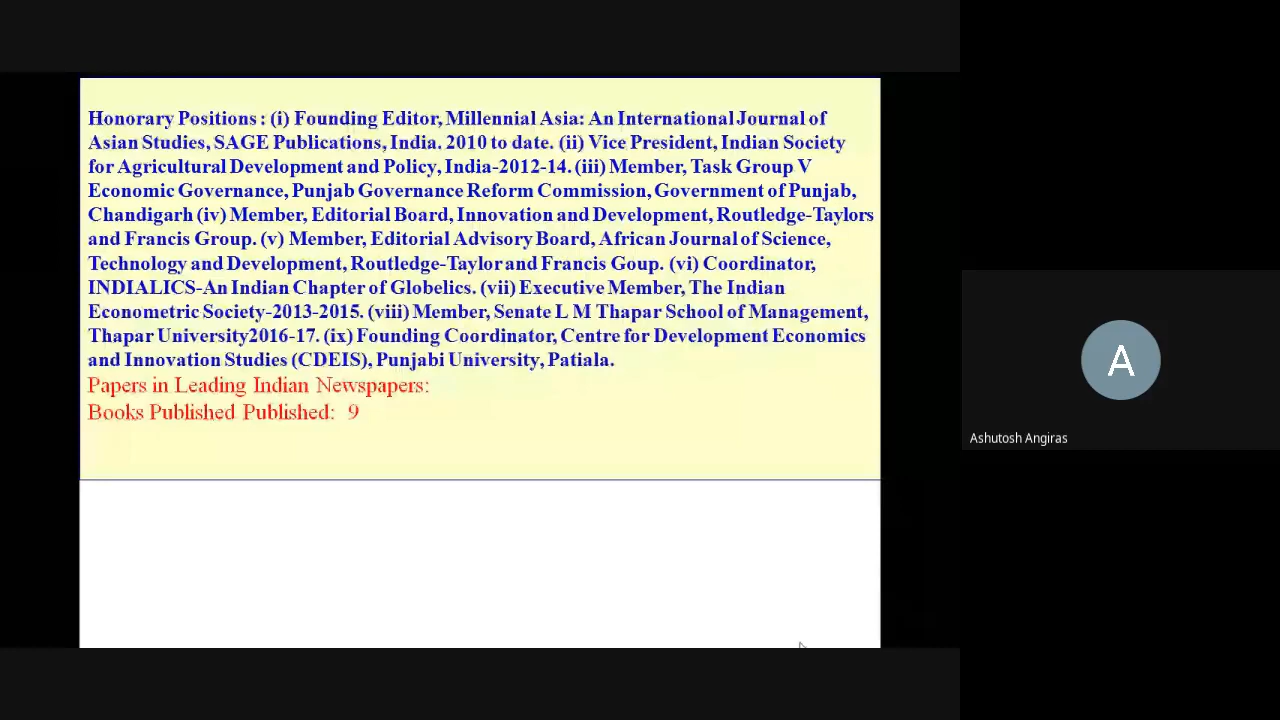 Honorary Positions : (i) Founding Editor, Millennial Asia: An International Journal of
Asian Studies, SAGE Publications, India. 2010 to date. (ii) Vice President, Indian Society
for Agricultural Development and Policy, India-2012-14. (iii) Member, Task Group V
Economic Governance, Punjab Governance Reform Commission, Government of Punjab,
Chandigarh (iv) Member, Editorial Board, Innovation and Development, Routledge-Taylors
and Francis Group. (v) Member, Editorial Advisory Board, African Journal of Science,
Technology and Development, Routledge-Taylor and Francis Goup. (vi) Coordinator,
INDIALICS-An Indian Chapter of Globelics. (vii) Executive Member, The Indian
Econometric Society-2013-2015. (viii) Member, Senate L M Thapar School of Management,
Thapar University2016-17. (ix) Founding Coordinator, Centre for Development Economics
and Innovation Studies (CDEIS), Punjabi University, Patiala.
Papers in Leading Indian Newspapers:
Books Published Published: 9
A
Ashutosh Angiras